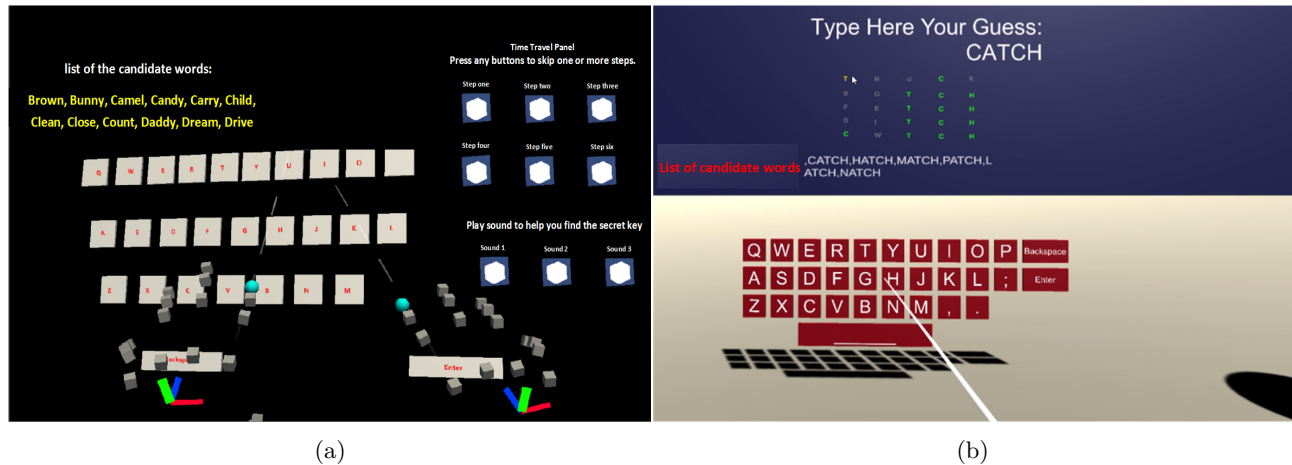 list of the candidate words:
Brown, Bunny, Camel, Candy, Carry, Child,
Clean, Close, Count, Daddy, Dream, Drive
Time Travel Panel
Press any buttons to skip one or more steps.
Step one Step two Step three
Step four Step five Step six
Play sound to help you find the secret key
Sound 1 Sound 2 Sound 3
Q W E R T Y U I O
A S D F G H J K L
Z X C V B N M
Enter
(a)
Type Here Your Guess:
CATCH
T R U C K
B O T C H
F E T C H
D I T C H
C W T C H
List of candidate words ,CATCH,HATCH,MATCH,PATCH,L
ATCH,NATCH
Q W E R T Y U I O P Backspace
A S D F G H J K L ; Enter
Z X C V B N M , .
(b)